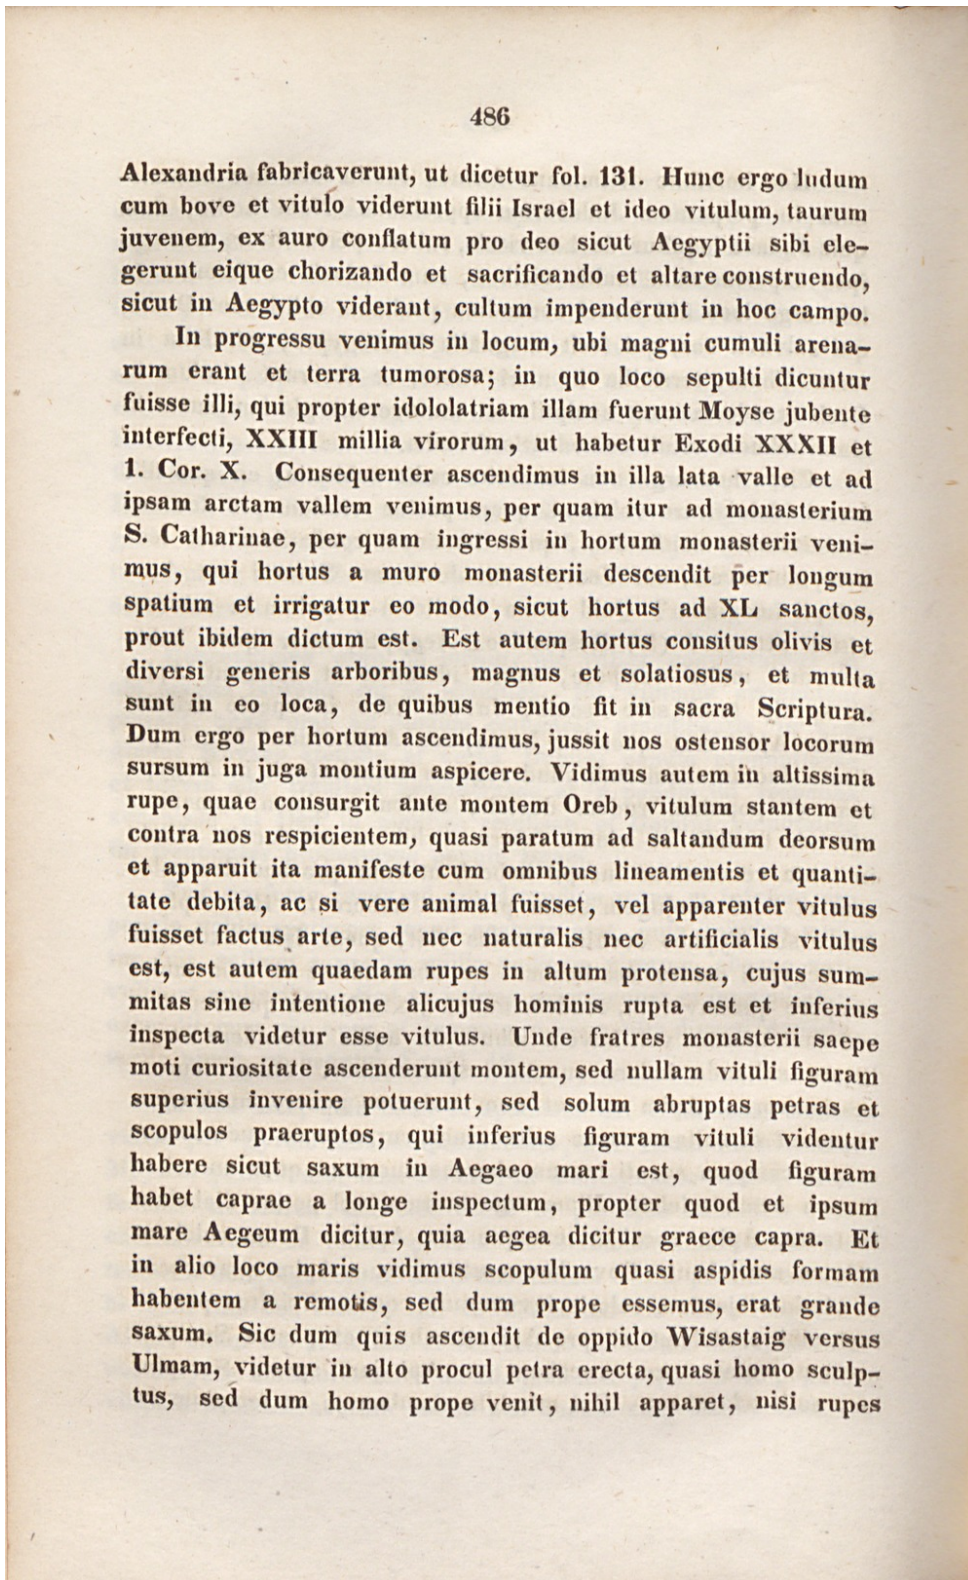 486
Alexandria fabricaverunt, ut dicetur fol. 131. Hunc ergo ludum
cum bove et vitulo viderunt filii Israel et ideo vitulum, taurum
juvenem, ex auro conflatum pro deo sicut Aegyptii sibi ele-
gerunt eique chorizando et sacrificando et altare construendo,
sicut in Aegypto viderant, cultum impenderunt in hoc campo.
In progressu venimus in locum, ubi magni cumuli arena-
rum erant et terra tumorosa; in quo loco sepulti dicuntur
fuisse illi, qui propter idololatriam illam fuerunt Moyse jubente
interfecti, XXIII millia virorum, ut habetur Exodi XXXII et
1. Cor. X. Consequenter ascendimus in illa lata valle et ad
ipsam arctam vallem venimus, per quam itur ad monasterium
S. Catharinae, per quam ingressi in hortum monasterii veni-
mus, qui hortus a muro monasterii descendit per longum
spatium et irrigatur eo modo, sicut hortus ad XL sanctos,
prout ibidem dictum est. Est autem hortus consitus olivis et
diversi generis arboribus, magnus et solatiosus, et multa
sunt in eo loca, de quibus mentio fit in sacra Scriptura.
Dum ergo per hortum ascendimus, jussit nos ostensor locorum
sursum in juga montium aspicere. Vidimus autem in altissima
rupe, quae consurgit ante montem Oreb, vitulum stantem et
contra nos respicientem, quasi paratum ad saltandum deorsum
et apparuit ita manifeste cum omnibus lineamentis et quanti-
tate debita, ac si vere animal fuisset, vel apparenter vitulus
fuisset factus arte, sed nec naturalis nec artificialis vitulus
est, est autem quaedam rupes in altum protensa, cujus sum-
mitas sine intentione alicujus hominis rupta est et inferius
inspecta videtur esse vitulus. Unde fratres monasterii saepe
moti curiositate ascenderunt montem, sed nullam vituli figuram
superius invenire potuerunt, sed solum abruptas petras et
scopulos praeruptos, qui inferius figuram vituli videntur
habere sicut saxum in Aegaeo mari est, quod figuram
habet caprae a longe inspectum, propter quod et ipsum
mare Aegeum dicitur, quia aegea dicitur graece capra. Et
in alio loco maris vidimus scopulum quasi aspidis formam
habentem a remotis, sed dum prope essemus, erat grande
saxum. Sic dum quis ascendit de oppido Wisastaig versus
Ulmam, videtur in alto procul petra erecta, quasi homo sculp-
tus, sed dum homo prope venit, nihil apparet, nisi rupes